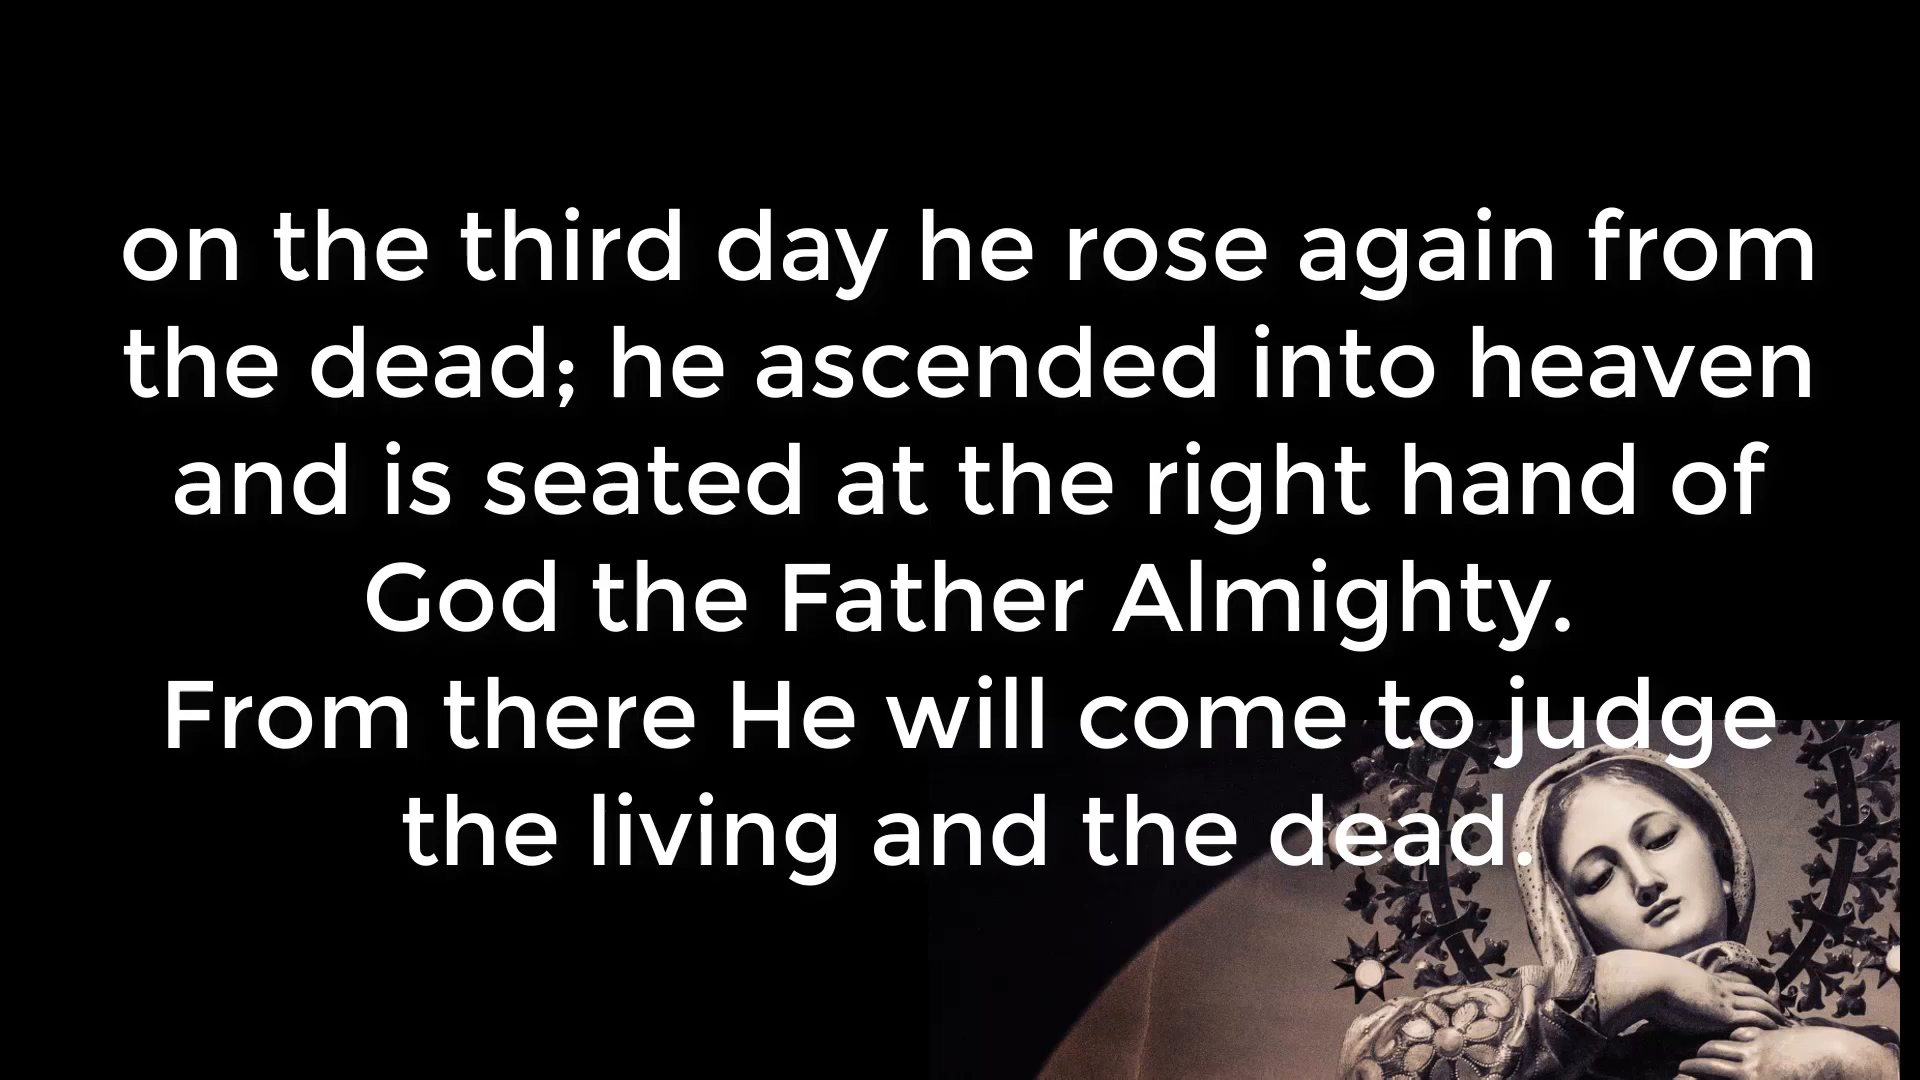 on the third day he rose again from
the dead; he ascended into heaven
and is seated at the right hand of
God the Father Almighty.
From there He will come to judge
the living and the dead.